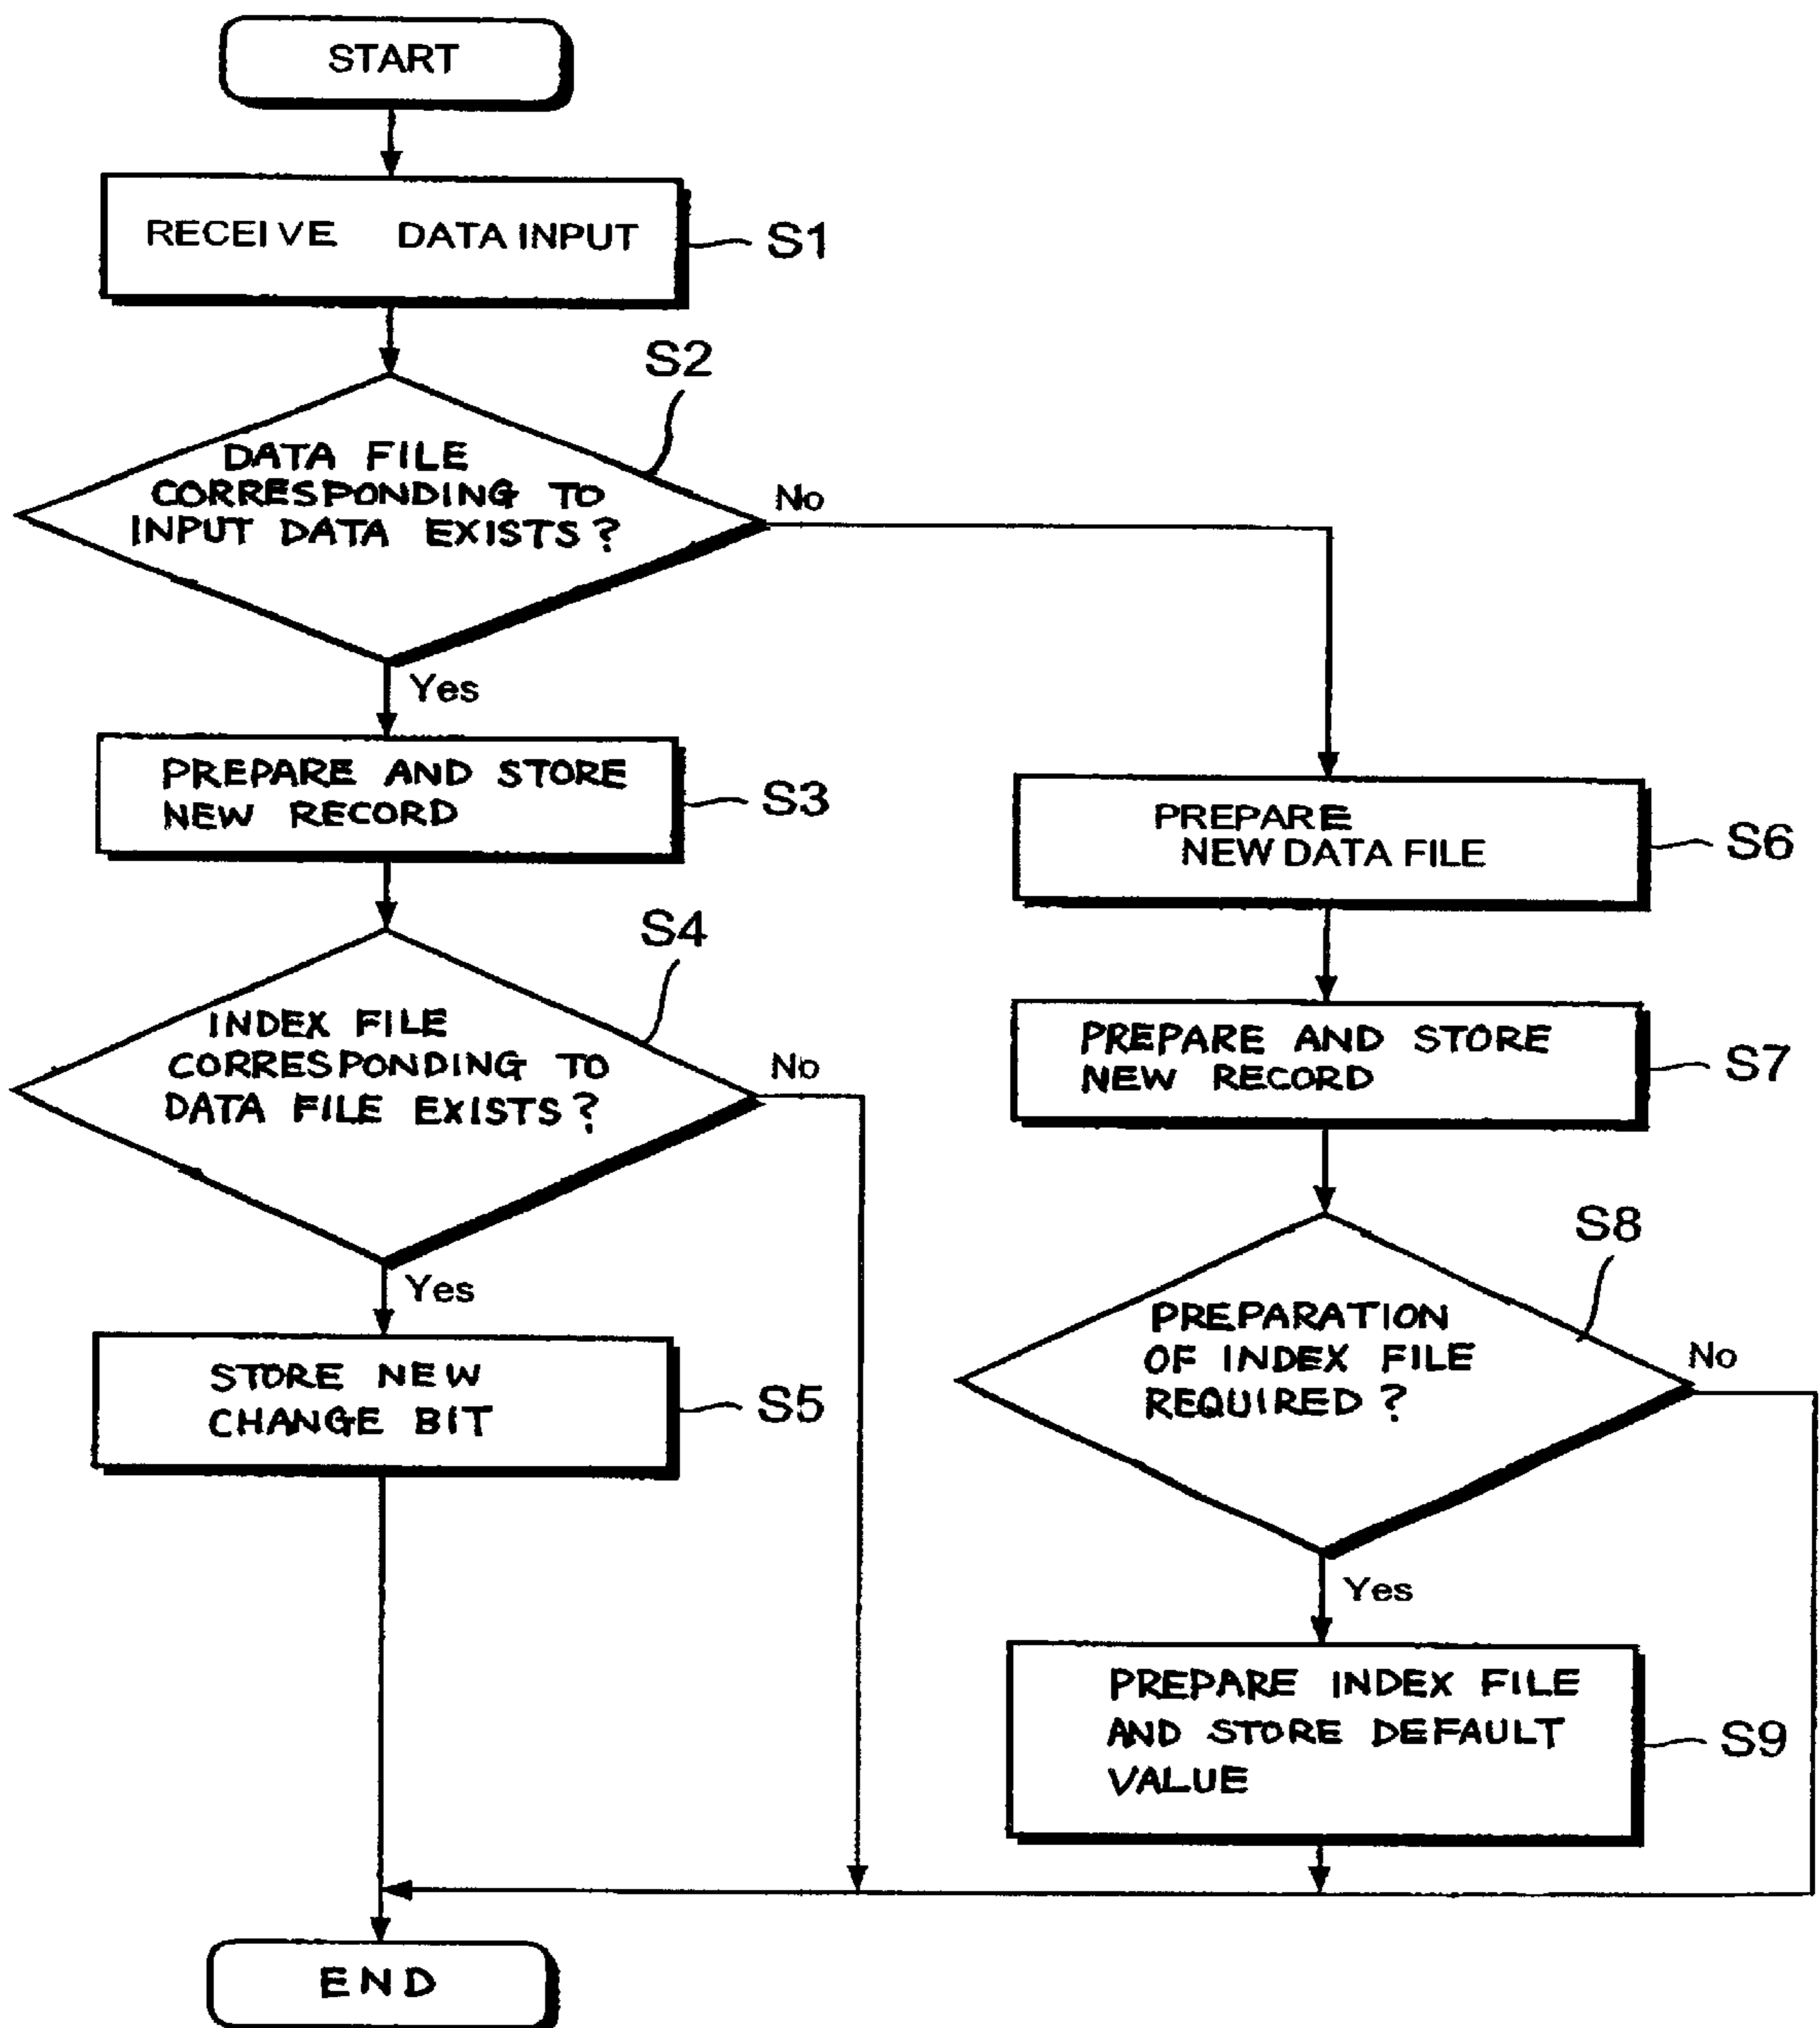 START
RECEIVE DATA INPUT
S1
S2
DATA FILE
CORRESPONDING TO
INPUT DATA EXISTS?
No
Yes
PREPARE AND STORE
NEW RECORD
S3
S4
INDEX FILE
CORRESPONDING TO
DATA FILE EXISTS?
No
Yes
STORE NEW
CHANGE BIT
S5
PREPARE
NEW DATA FILE
S6
PREPARE AND STORE
NEW RECORD
S7
S8
PREPARATION
OF INDEX FILE
REQUIRED?
No
Yes
PREPARE INDEX FILE
AND STORE DEFAULT
VALUE
S9
END